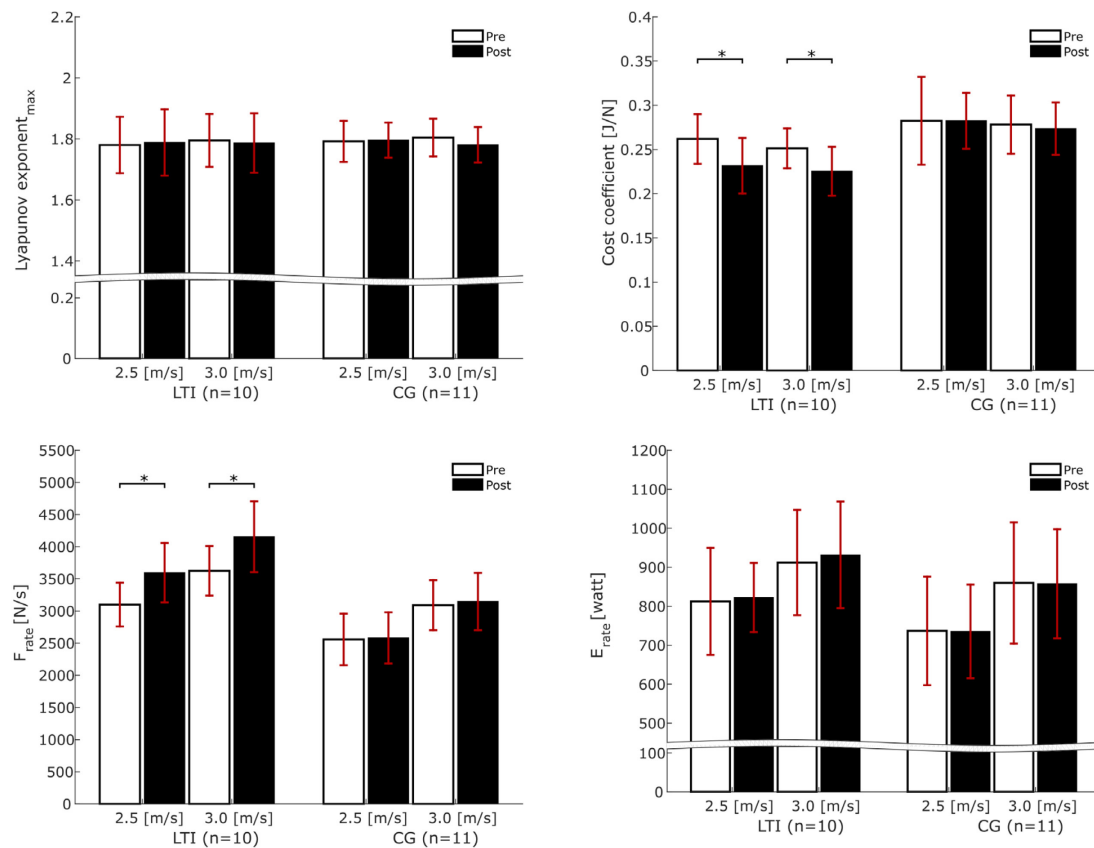 2.2
2
1.8
1.6
1.4
0.2
0
Lyapunov exponent_max
Pre
Post
2.5 [m/s] 3.0 [m/s] 2.5 [m/s] 3.0 [m/s]
LTI (n=10) CG (n=11)
0.4
0.35
0.3
0.25
0.2
0.15
0.1
0.05
0
Cost coefficient [J/N]
Pre
Post
* *
2.5 [m/s] 3.0 [m/s] 2.5 [m/s] 3.0 [m/s]
LTI (n=10) CG (n=11)
5500
5000
4500
4000
3500
3000
2500
2000
1500
1000
500
0
F_rate [N/s]
Pre
Post
* *
2.5 [m/s] 3.0 [m/s] 2.5 [m/s] 3.0 [m/s]
LTI (n=10) CG (n=11)
1200
1100
1000
900
800
700
600
500
100
0
E_rate [watt]
Pre
Post
2.5 [m/s] 3.0 [m/s] 2.5 [m/s] 3.0 [m/s]
LTI (n=10) CG (n=11)